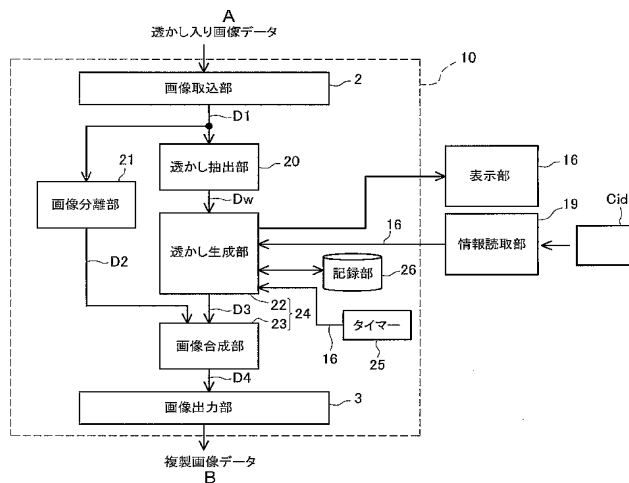 A
透かし入り画像データ
10
画像取込部
2
D1
21
透かし抽出部
20
画像分離部
Dw
表示部
16
19
Cid
情報読取部
16
透かし生成部
D2
記録部
26
22
D3
24
23
タイマー
25
16
画像合成部
D4
画像出力部
3
複製画像データ
B